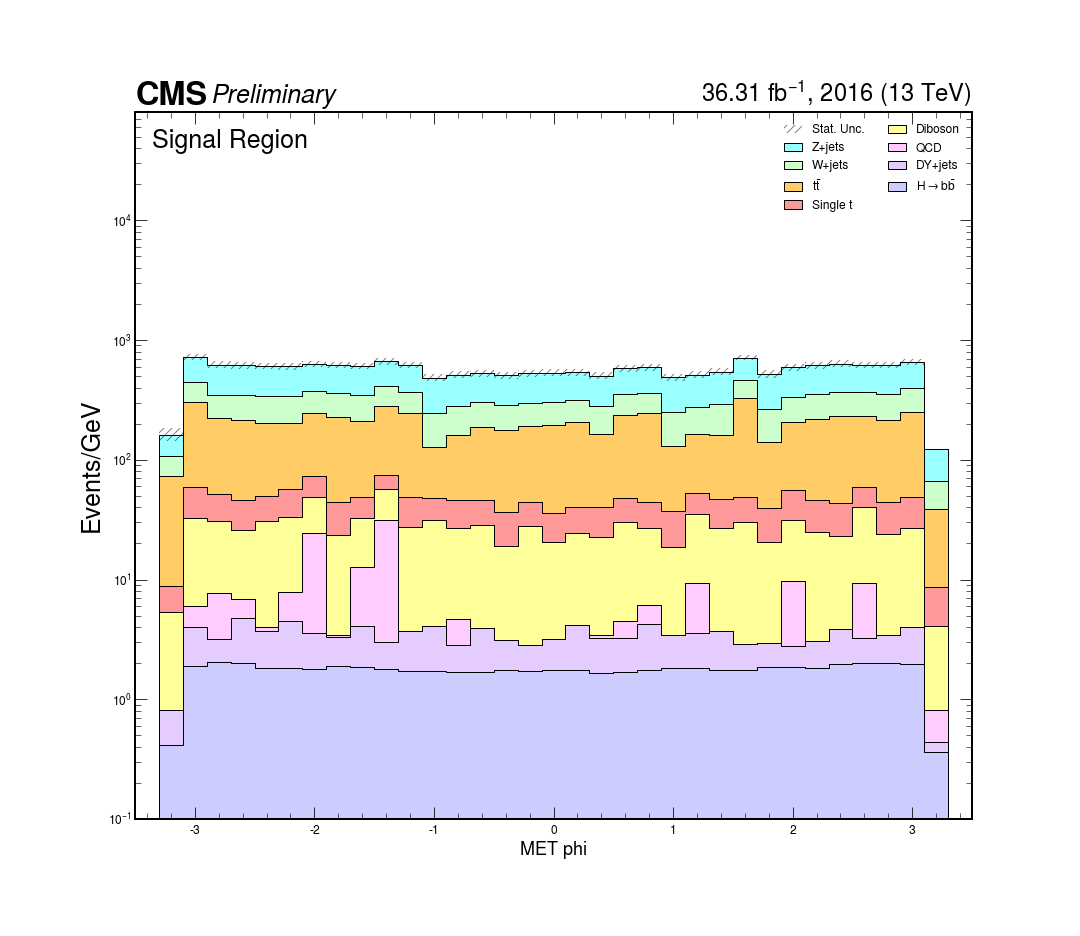 CMS Preliminary
36.31 fb⁻¹, 2016 (13 TeV)
Signal Region
Stat. Unc.
Z+jets
W+jets
tt̄
Single t
Diboson
QCD
DY+jets
H→bb̄
Events/GeV
10⁴
10³
10²
10¹
10⁰
10⁻¹
-3 -2 -1 0 1 2 3
MET phi